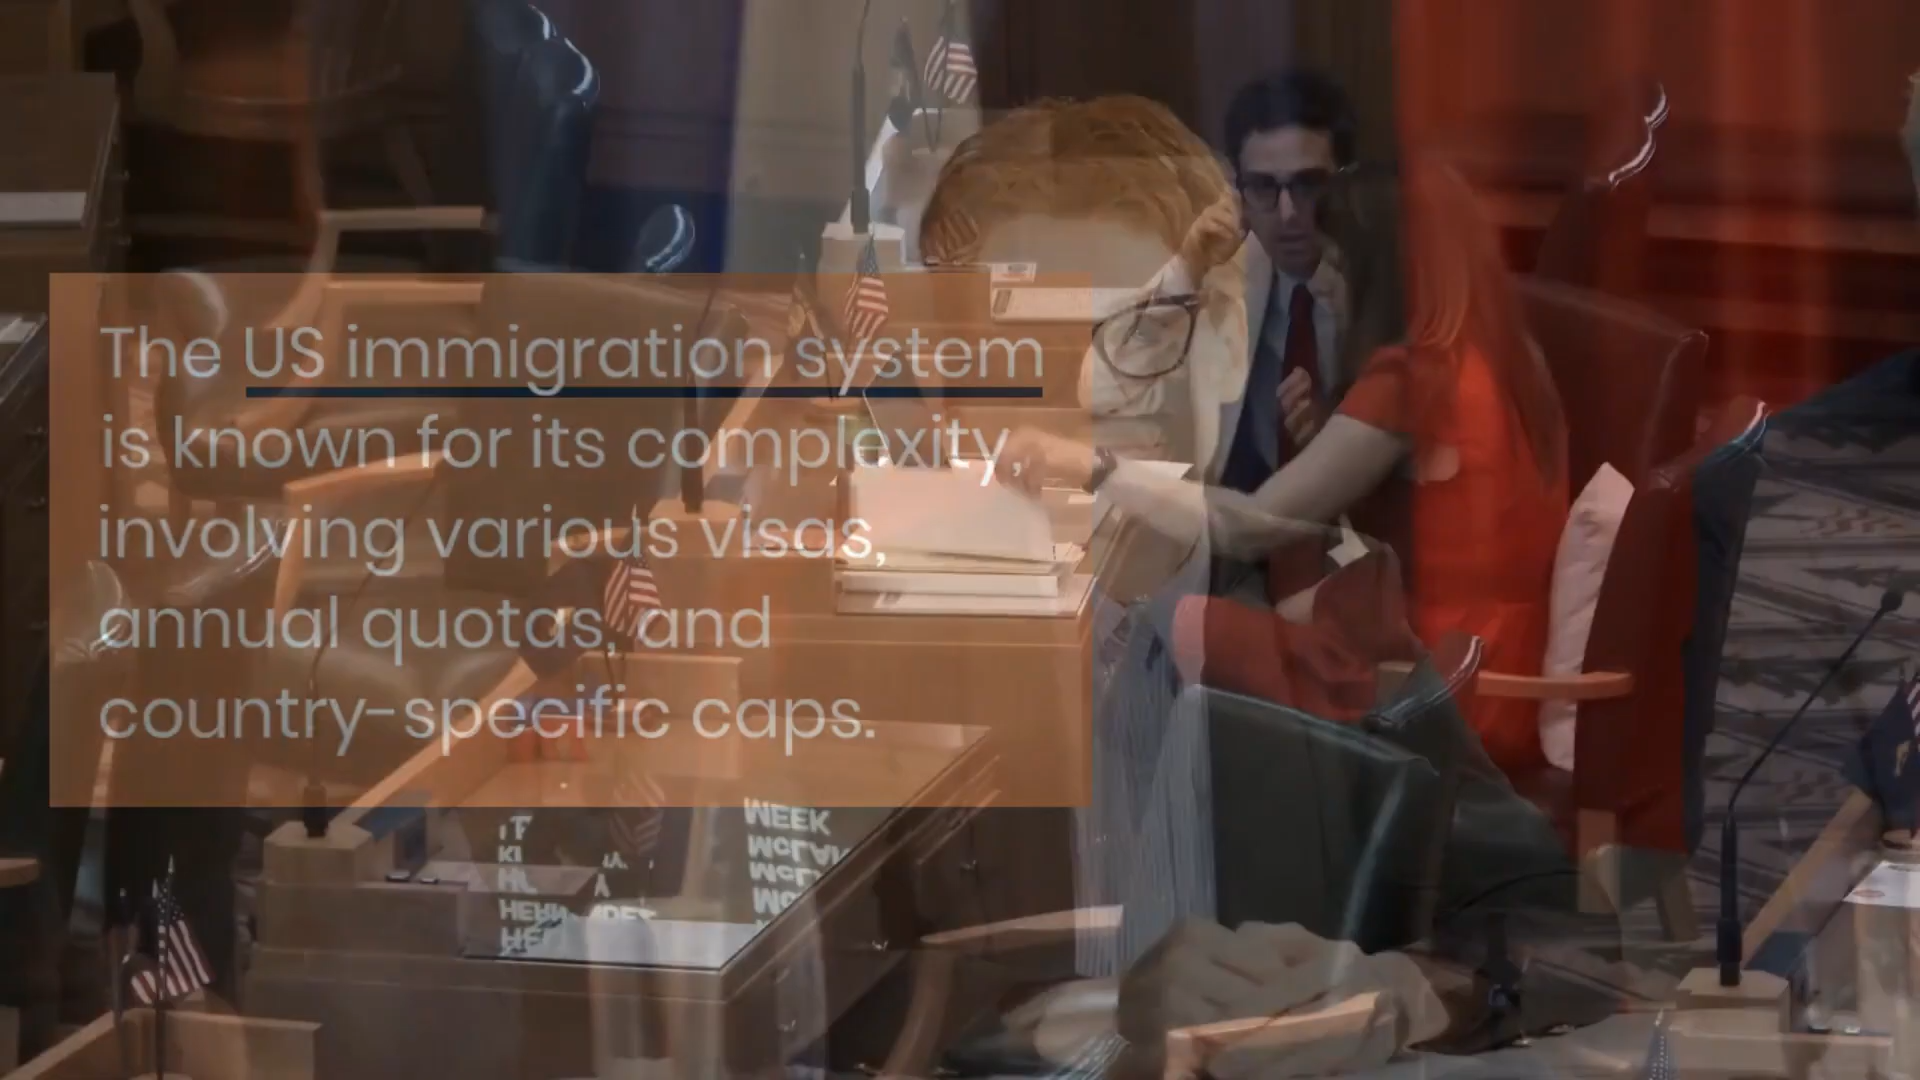 The US immigration system
is known for its complexity,
involving various visas,
annual quotas, and
country-specific caps.
WEEK